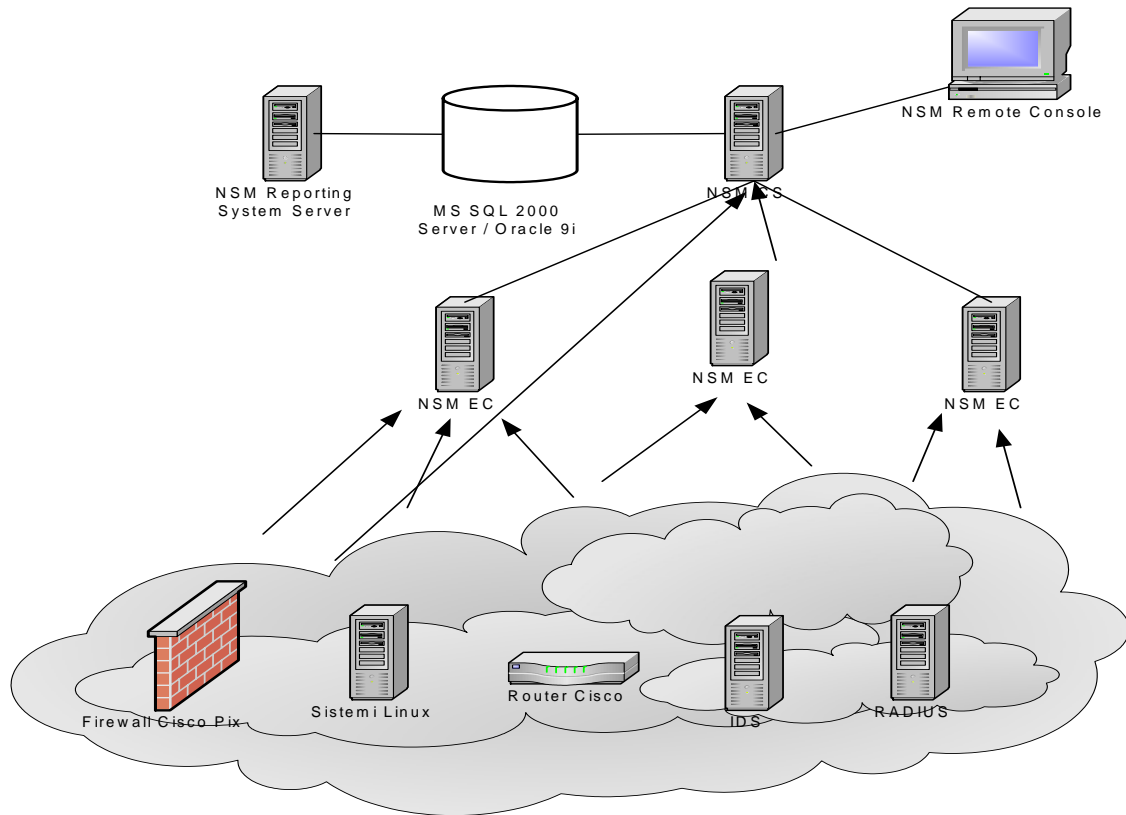 NSM Remote Console
NSM Reporting
System Server
MS SQL 2000
Server / Oracle 9i
NSM CS
NSM EC
NSM EC
NSM EC
Firewall Cisco Pix
Sistemi Linux
Router Cisco
IDS
RADIUS